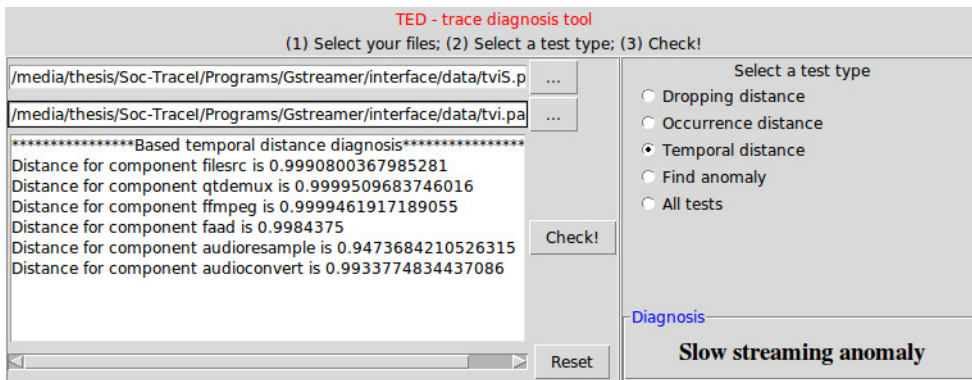 TED - trace diagnosis tool
(1) Select your files; (2) Select a test type; (3) Check!
/media/thesis/Soc-TraceI/Programs/Gstreamer/interface/data/tviS.p
...
/media/thesis/Soc-TraceI/Programs/Gstreamer/interface/data/tvi.pa
...
****************Based temporal distance diagnosis****************
Distance for component filesrc is 0.9990800367985281
Distance for component qtdemux is 0.9999509683746016
Distance for component ffmpeg is 0.9999461917189055
Distance for component faad is 0.9984375
Distance for component audioresample is 0.9473684210526315
Distance for component audioconvert is 0.9933774834437086
Check!
Reset
Select a test type
Dropping distance
Occurrence distance
Temporal distance
Find anomaly
All tests
Diagnosis
Slow streaming anomaly